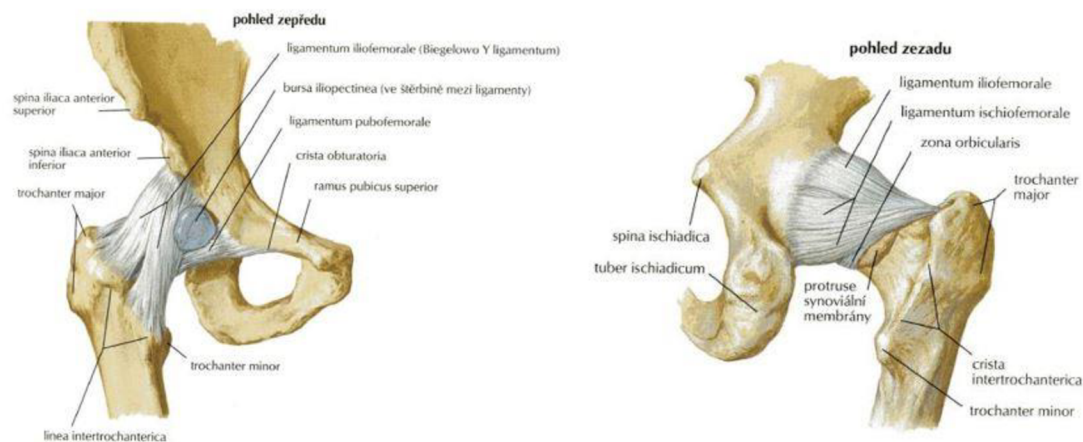 pohled zepředu
ligamentum iliofemorale (Biegelowo Y ligamentum)
bursa iliopectinea (ve štěrbině mezi ligamenty)
ligamentum pubofemorale
crista obturatoria
ramus pubicus superior
spina iliaca anterior
superior
spina iliaca anterior
inferior
trochanter major
trochanter minor
linea intertrochanterica
pohled zezadu
ligamentum iliofemorale
ligamentum ischiofemorale
zona orbicularis
trochanter
major
spina ischiadica
tuber ischiadicum
protruse
synoviální
membrány
crista
intertrochanterica
trochanter minor